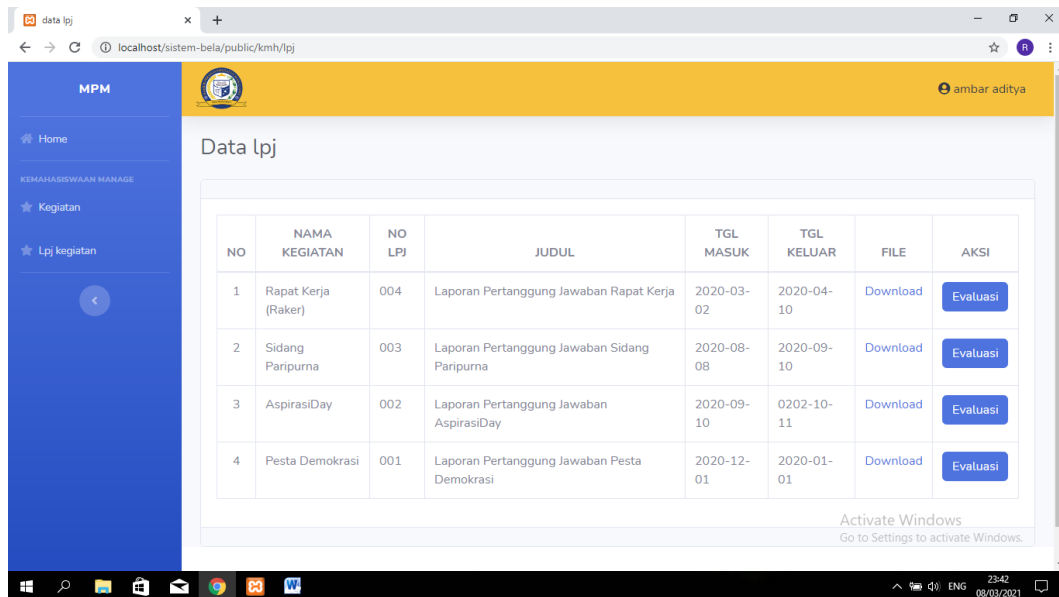 data lpj
localhost/sistem-bela/public/kmh/lpj
R
MPM
ambar aditya
Home
Data lpj
KEMAHASISWAAN MANAGE
Kegiatan
Lpj kegiatan
NO
NAMA
KEGIATAN
NO
LPJ
JUDUL
TGL
MASUK
TGL
KELUAR
FILE
AKSI
1
Rapat Kerja
(Raker)
004
Laporan Pertanggung Jawaban Rapat Kerja
2020-03-
02
2020-04-
10
Download
Evaluasi
2
Sidang
Paripurna
003
Laporan Pertanggung Jawaban Sidang
Paripurna
2020-08-
08
2020-09-
10
Download
Evaluasi
3
AspirasiDay
002
Laporan Pertanggung Jawaban
AspirasiDay
2020-09-
10
0202-10-
11
Download
Evaluasi
4
Pesta Demokrasi
001
Laporan Pertanggung Jawaban Pesta
Demokrasi
2020-12-
01
2020-01-
01
Download
Evaluasi
Activate Windows
Go to Settings to activate Windows.
ENG
23:42
08/03/2021